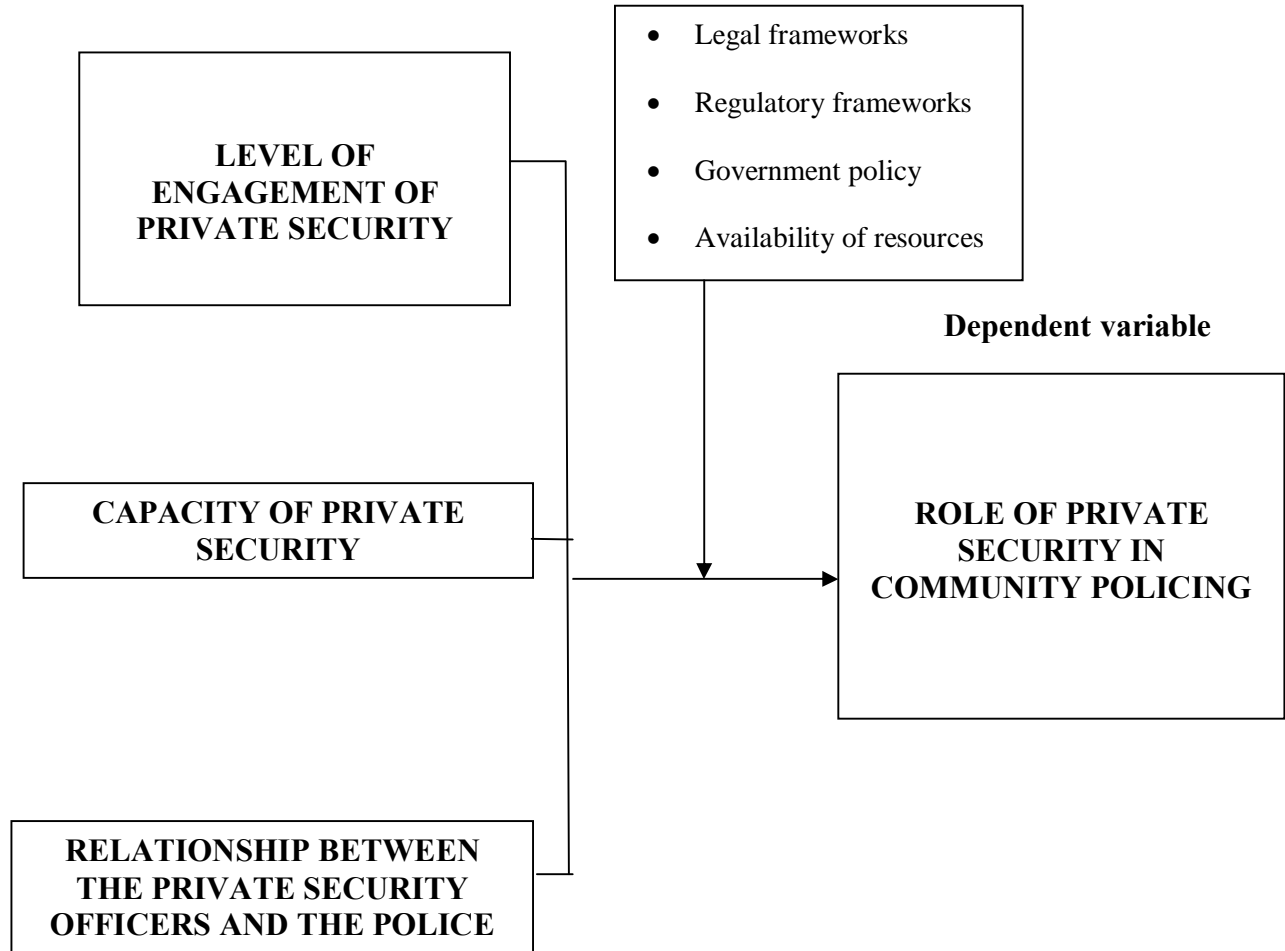 LEVEL OF
ENGAGEMENT OF
PRIVATE SECURITY
• Legal frameworks
• Regulatory frameworks
• Government policy
• Availability of resources
Dependent variable
CAPACITY OF PRIVATE
SECURITY
ROLE OF PRIVATE
SECURITY IN
COMMUNITY POLICING
RELATIONSHIP BETWEEN
THE PRIVATE SECURITY
OFFICERS AND THE POLICE